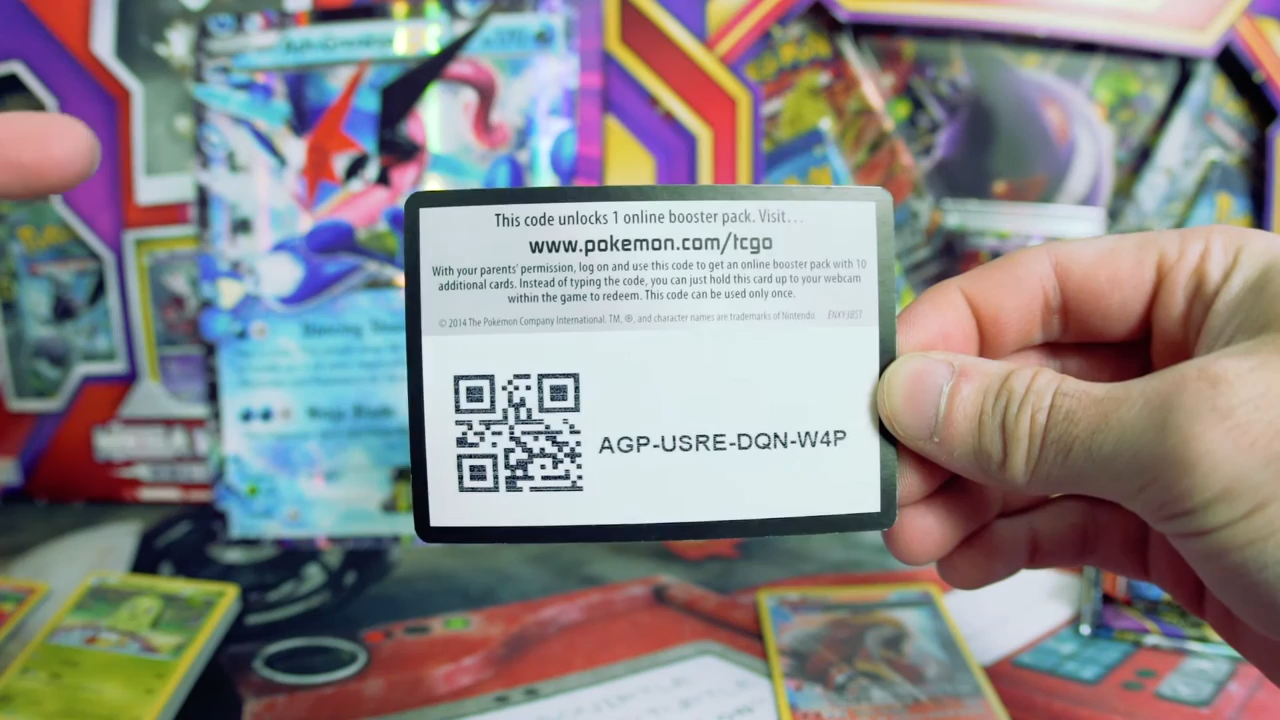 This code unlocks 1 online booster pack. Visit...
www.pokemon.com/tcgo
With your parents' permission, log on and use this code to get an online booster pack with 10
additional cards. Instead of typing the code, you can just hold this card up to your webcam
within the game to redeem. This code can be used only once.
© 2014 The Pokémon Company International. TM, ®, and character names are trademarks of Nintendo. ENXYJB5T
AGP-USRE-DQN-W4P